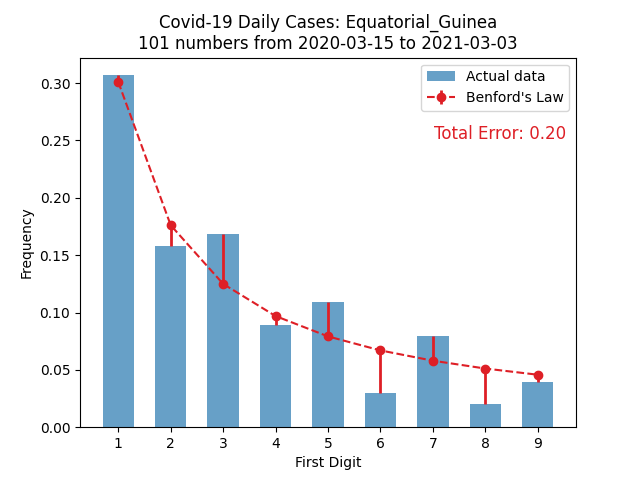 Covid-19 Daily Cases: Equatorial_Guinea
101 numbers from 2020-03-15 to 2021-03-03
Actual data
Benford's Law
Total Error: 0.20
0.30
0.25
0.20
0.15
0.10
0.05
0.00
Frequency
1 2 3 4 5 6 7 8 9
First Digit